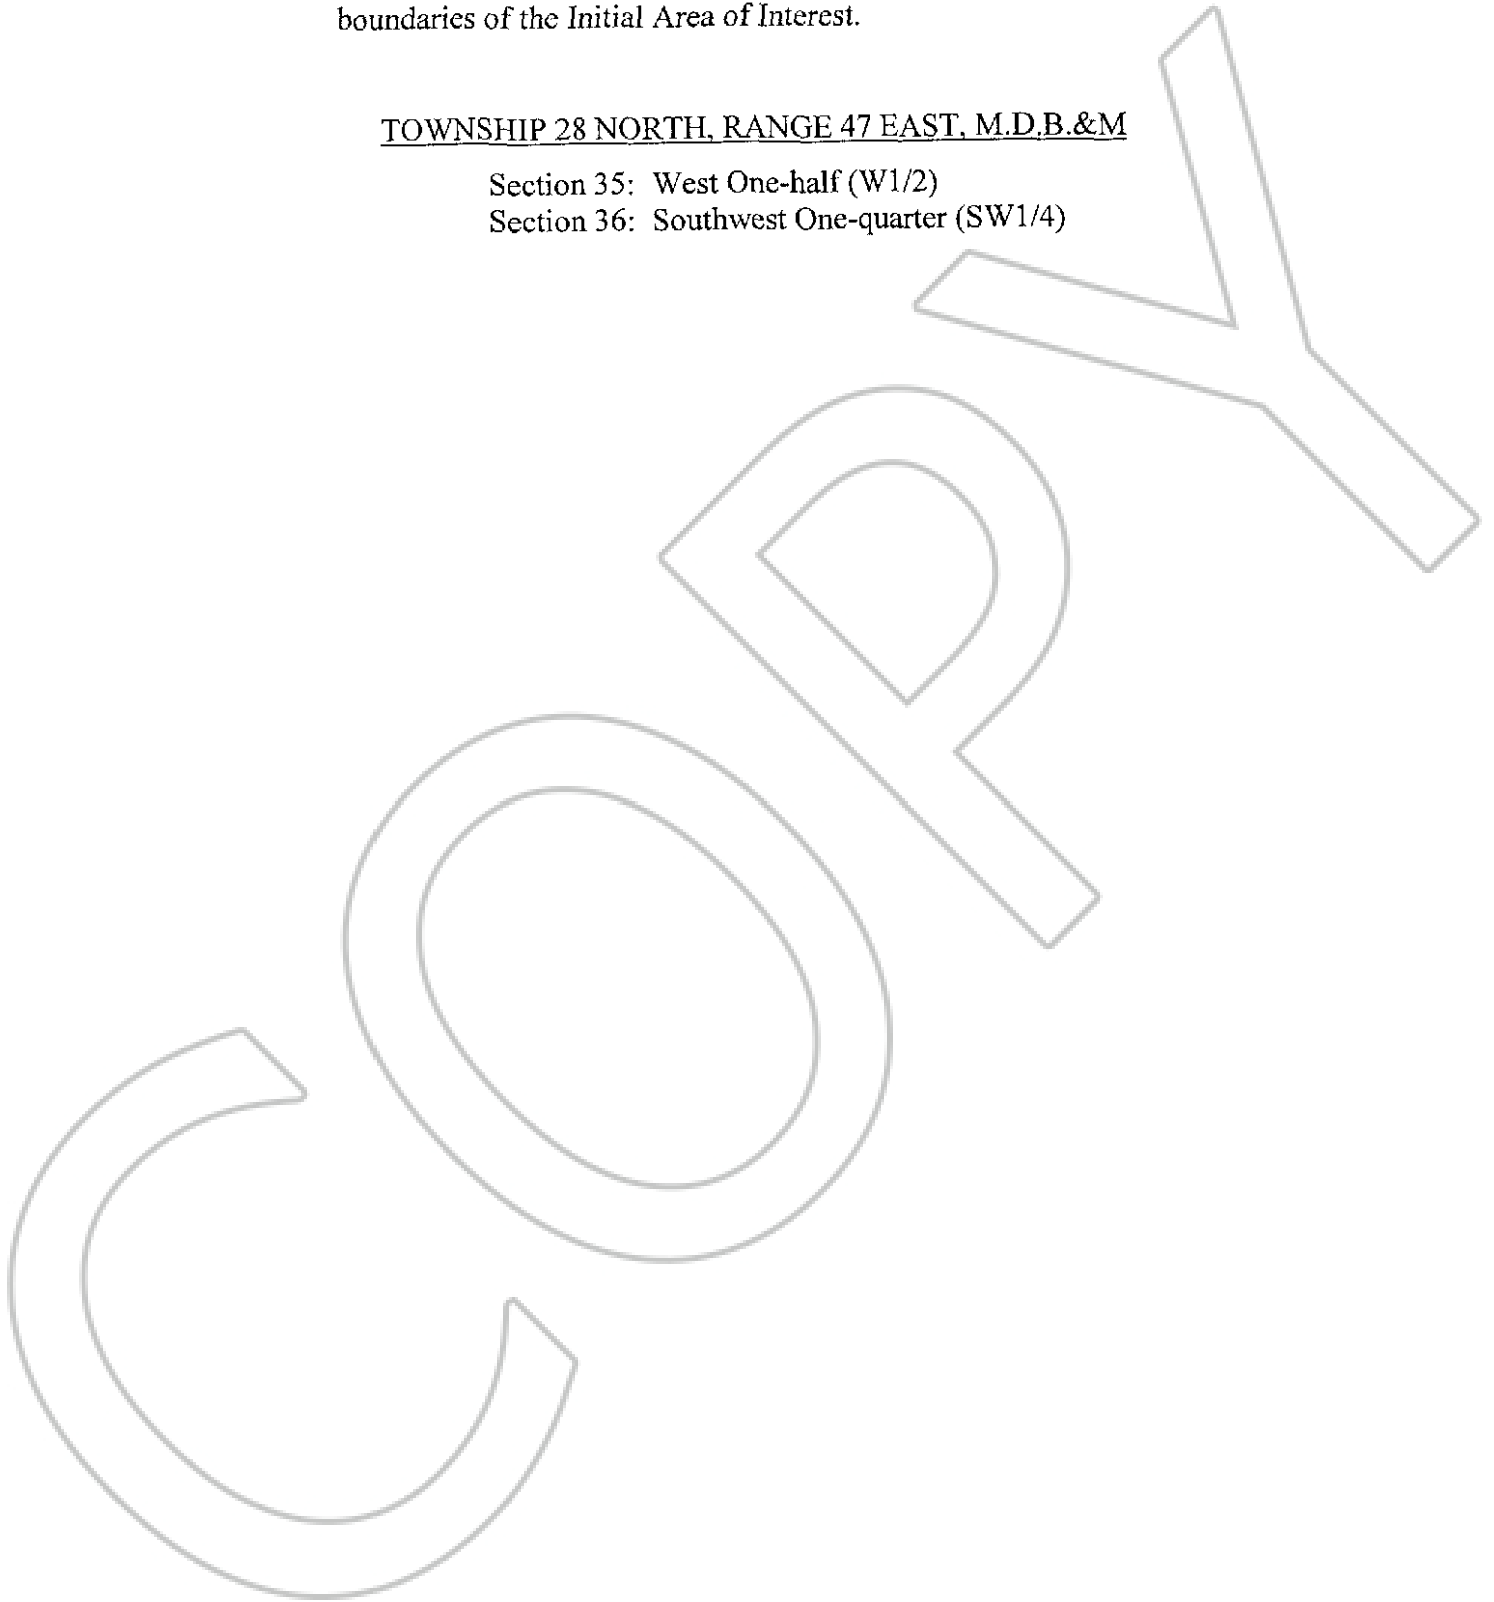 boundaries of the Initial Area of Interest.
TOWNSHIP 28 NORTH, RANGE 47 EAST, M.D.B.&M
Section 35: West One-half (W1/2)
Section 36: Southwest One-quarter (SW1/4)
COPY